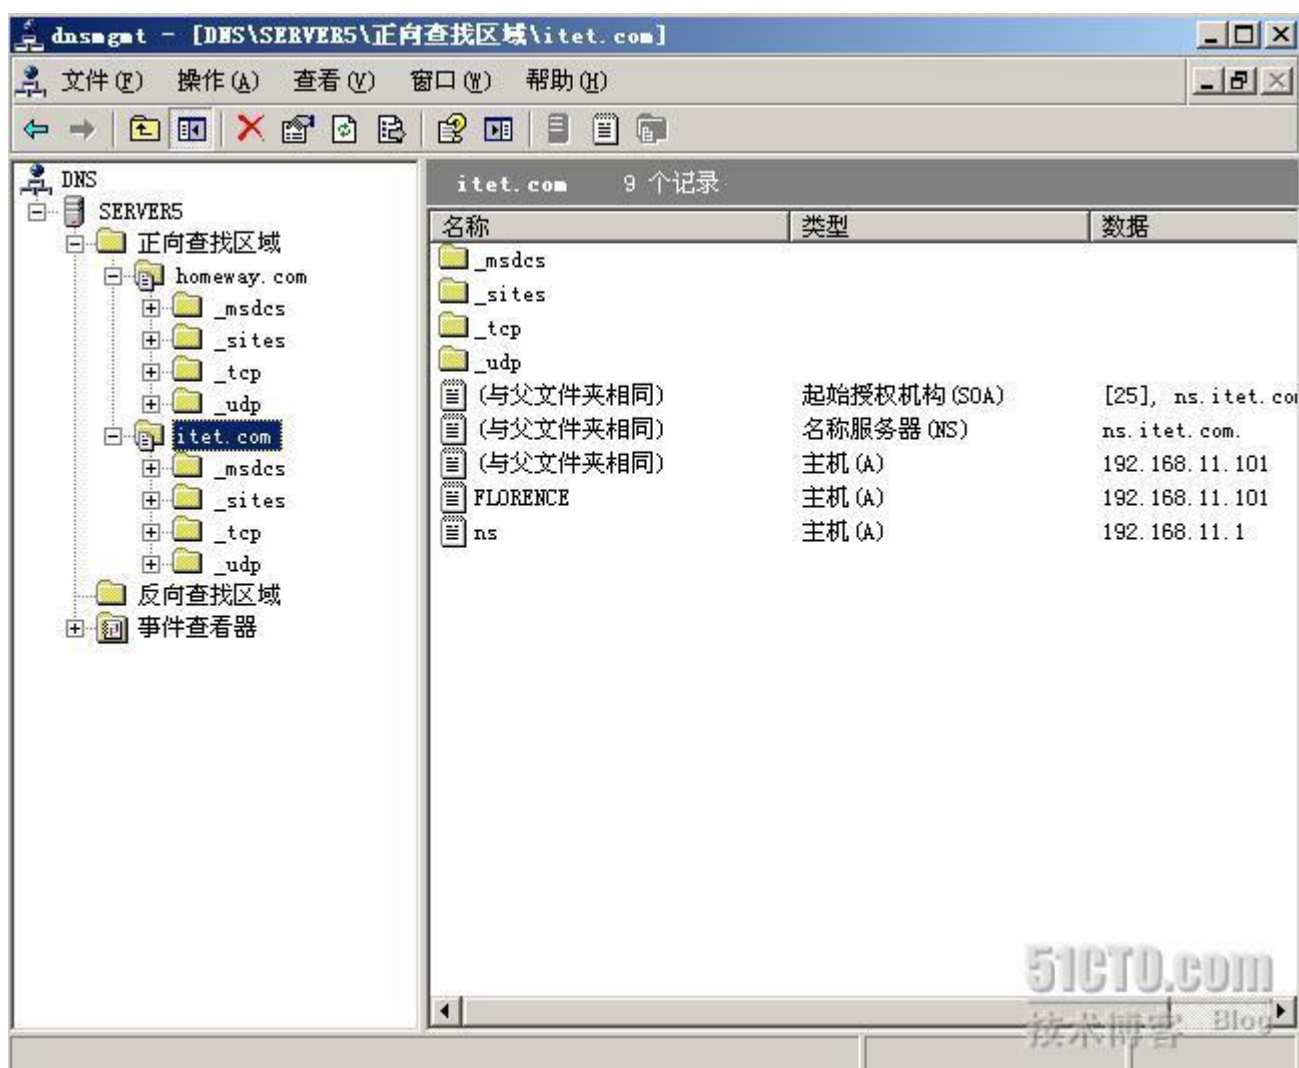 dnsmgmt - [DNS\SERVER5\正向查找区域\itet.com]
文件(F) 操作(A) 查看(V) 窗口(W) 帮助(H)
DNS
SERVER5
正向查找区域
homeway.com
_msdcs
_sites
_tcp
_udp
itet.com
_msdcs
_sites
_tcp
_udp
反向查找区域
事件查看器
itet.com 9 个记录
名称 类型 数据
_msdcs
_sites
_tcp
_udp
(与父文件夹相同) 起始授权机构(SOA) [25], ns.itet.co
(与父文件夹相同) 名称服务器(NS) ns.itet.com.
(与父文件夹相同) 主机(A) 192.168.11.101
FLORENCE 主机(A) 192.168.11.101
ns 主机(A) 192.168.11.1
51CTO.com
技术博客 Blog